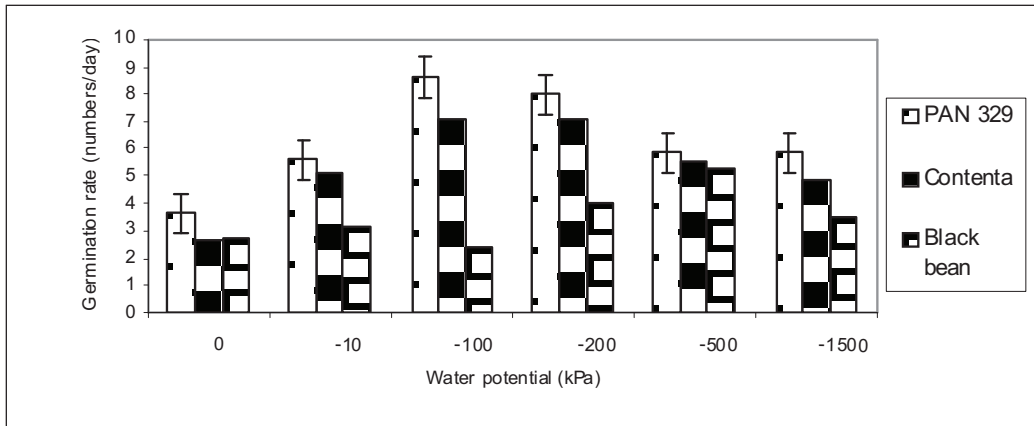 Germination rate (numbers/day)
10
9
8
7
6
5
4
3
2
1
0
0 -10 -100 -200 -500 -1500
Water potential (kPa)
PAN 329
Contenta
Black
bean